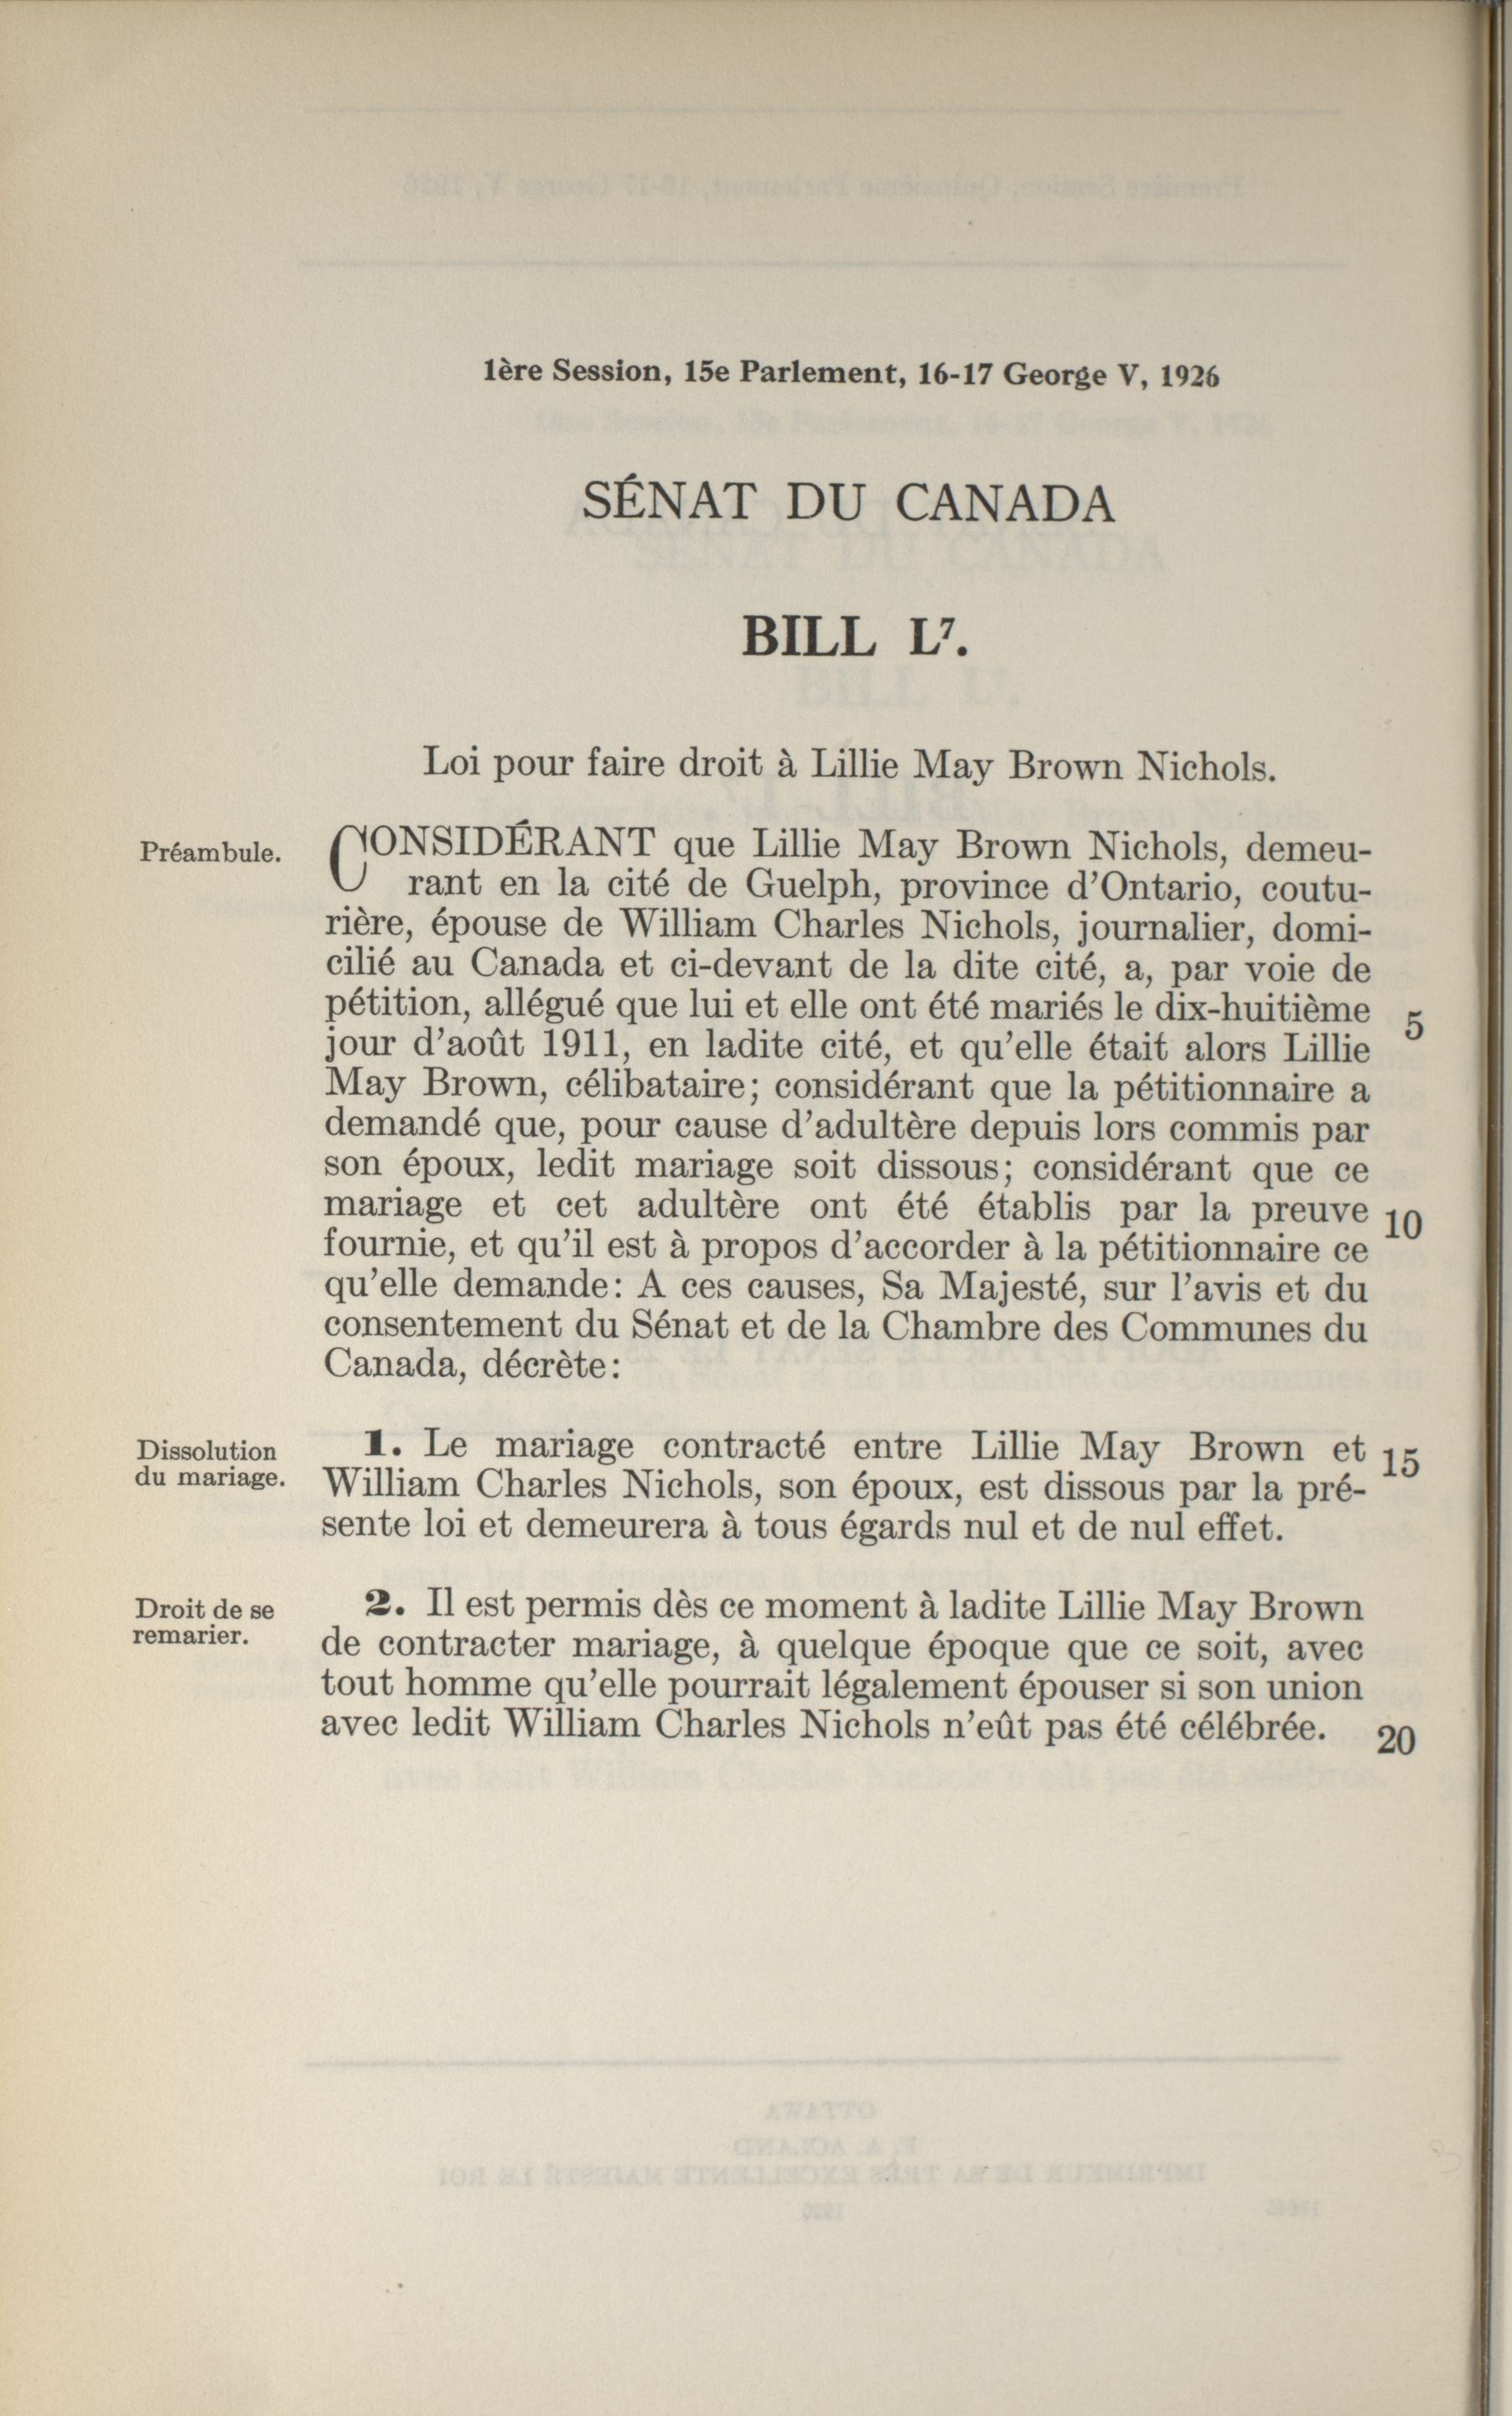 1ère Session, 15e Parlement, 16-17 George V, 1926
SÉNAT DU CANADA
BILL L⁷.
Loi pour faire droit à Lillie May Brown Nichols.
Préambule.
CONSIDÉRANT que Lillie May Brown Nichols, demeu-
rant en la cité de Guelph, province d'Ontario, coutu-
rière, épouse de William Charles Nichols, journalier, domi-
cilié au Canada et ci-devant de la dite cité, a, par voie de
pétition, allégué que lui et elle ont été mariés le dix-huitième 5
jour d'août 1911, en ladite cité, et qu'elle était alors Lillie
May Brown, célibataire; considérant que la pétitionnaire a
demandé que, pour cause d'adultère depuis lors commis par
son époux, ledit mariage soit dissous; considérant que ce
mariage et cet adultère ont été établis par la preuve 10
fournie, et qu'il est à propos d'accorder à la pétitionnaire ce
qu'elle demande: A ces causes, Sa Majesté, sur l'avis et du
consentement du Sénat et de la Chambre des Communes du
Canada, décrète:
Dissolution
du mariage.
1. Le mariage contracté entre Lillie May Brown et 15
William Charles Nichols, son époux, est dissous par la pré-
sente loi et demeurera à tous égards nul et de nul effet.
Droit de se
remarier.
2. Il est permis dès ce moment à ladite Lillie May Brown
de contracter mariage, à quelque époque que ce soit, avec
tout homme qu'elle pourrait légalement épouser si son union
avec ledit William Charles Nichols n'eût pas été célébrée. 20